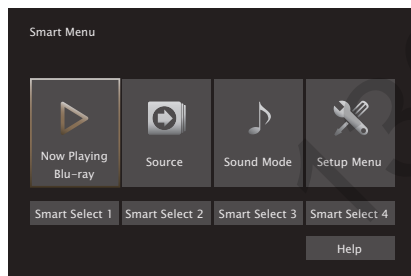 Smart Menu
Now Playing
Blu-ray
Source
Sound Mode
Setup Menu
Smart Select 1
Smart Select 2
Smart Select 3
Smart Select 4
Help